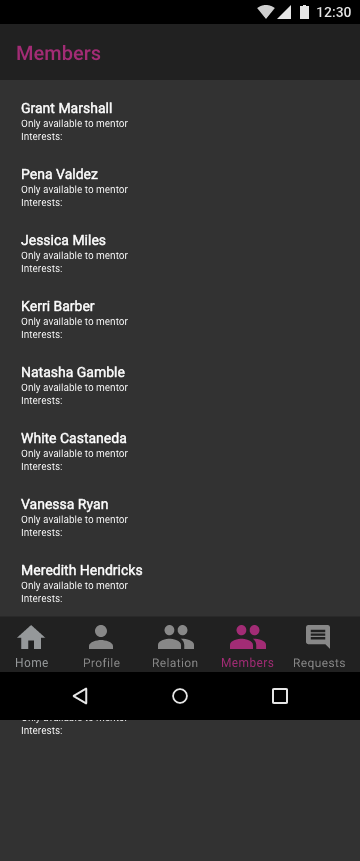 12:30
Members
Grant Marshall
Only available to mentor
Interests:
Pena Valdez
Only available to mentor
Interests:
Jessica Miles
Only available to mentor
Interests:
Kerri Barber
Only available to mentor
Interests:
Natasha Gamble
Only available to mentor
Interests:
White Castaneda
Only available to mentor
Interests:
Vanessa Ryan
Only available to mentor
Interests:
Meredith Hendricks
Only available to mentor
Interests:
Home Profile Relation Members Requests
Interests: